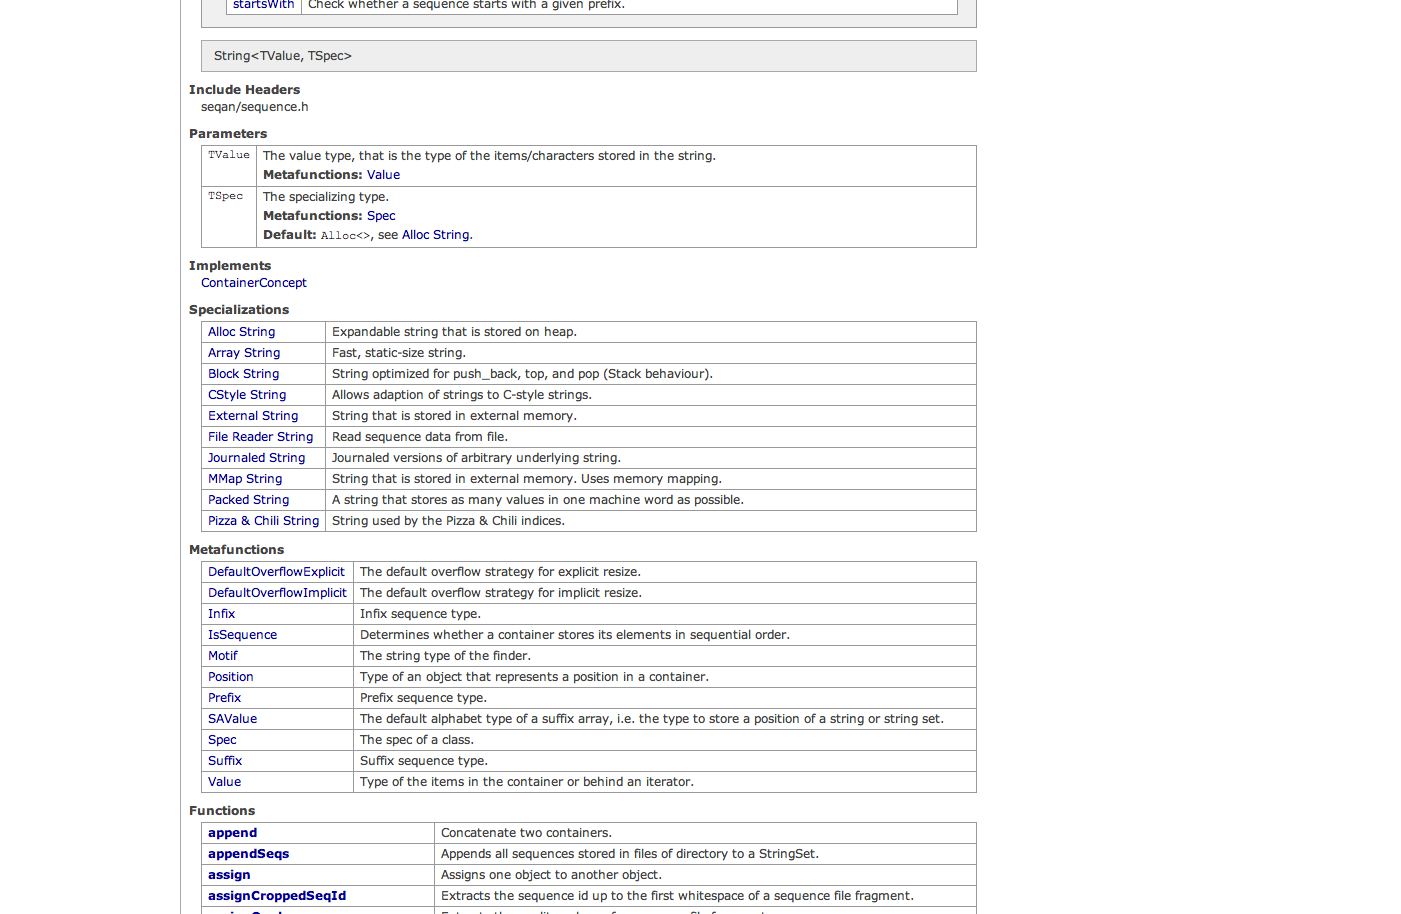 startsWith Check whether a sequence starts with a given prefix.
String<TValue, TSpec>
Include Headers
seqan/sequence.h
Parameters
TValue The value type, that is the type of the items/characters stored in the string.
Metafunctions: Value
TSpec The specializing type.
Metafunctions: Spec
Default: Alloc<>, see Alloc String.
Implements
ContainerConcept
Specializations
Alloc String Expandable string that is stored on heap.
Array String Fast, static-size string.
Block String String optimized for push_back, top, and pop (Stack behaviour).
CStyle String Allows adaption of strings to C-style strings.
External String String that is stored in external memory.
File Reader String Read sequence data from file.
Journaled String Journaled versions of arbitrary underlying string.
MMap String String that is stored in external memory. Uses memory mapping.
Packed String A string that stores as many values in one machine word as possible.
Pizza & Chili String String used by the Pizza & Chili indices.
Metafunctions
DefaultOverflowExplicit The default overflow strategy for explicit resize.
DefaultOverflowImplicit The default overflow strategy for implicit resize.
Infix Infix sequence type.
IsSequence Determines whether a container stores its elements in sequential order.
Motif The string type of the finder.
Position Type of an object that represents a position in a container.
Prefix Prefix sequence type.
SAValue The default alphabet type of a suffix array, i.e. the type to store a position of a string or string set.
Spec The spec of a class.
Suffix Suffix sequence type.
Value Type of the items in the container or behind an iterator.
Functions
append Concatenate two containers.
appendSeqs Appends all sequences stored in files of directory to a StringSet.
assign Assigns one object to another object.
assignCroppedSeqId Extracts the sequence id up to the first whitespace of a sequence file fragment.